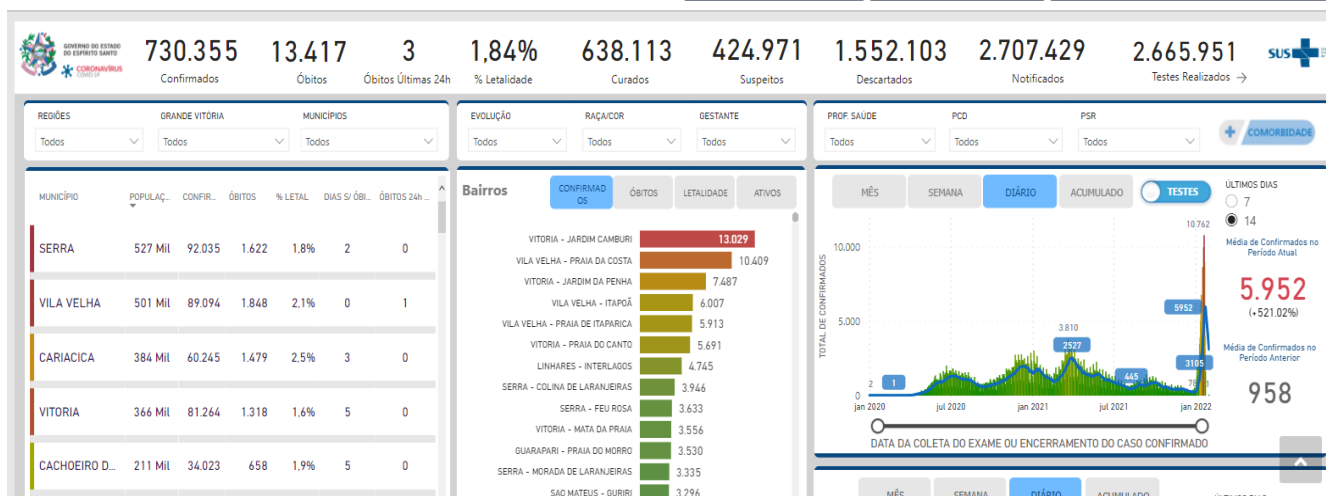 GOVERNO DO ESTADO
DO ESPÍRITO SANTO
CORONAVÍRUS
COVID-19
730.355
Confirmados
13.417
Óbitos
3
Óbitos Últimas 24h
1,84%
% Letalidade
638.113
Curados
424.971
Suspeitos
1.552.103
Descartados
2.707.429
Notificados
2.665.951
Testes Realizados →
SUS
REGIÕES
Todos
GRANDE VITÓRIA
Todos
MUNICÍPIOS
Todos
EVOLUÇÃO
Todos
RAÇA/COR
Todos
GESTANTE
Todos
PROF. SAÚDE
Todos
PCD
Todos
PSR
Todos
+ COMORBIDADE
MUNICÍPIO POPULAÇ... CONFIR... ÓBITOS % LETAL DIAS S/ ÓBI... ÓBITOS 24h ...
SERRA 527 Mil 92.035 1.622 1,8% 2 0
VILA VELHA 501 Mil 89.094 1.848 2,1% 0 1
CARIACICA 384 Mil 60.245 1.479 2,5% 3 0
VITORIA 366 Mil 81.264 1.318 1,6% 5 0
CACHOEIRO D... 211 Mil 34.023 658 1,9% 5 0
Bairros
CONFIRMAD
OS
ÓBITOS
LETALIDADE
ATIVOS
VITORIA - JARDIM CAMBURI 13.029
VILA VELHA - PRAIA DA COSTA 10.409
VITORIA - JARDIM DA PENHA 7.487
VILA VELHA - ITAPOÃ 6.007
VILA VELHA - PRAIA DE ITAPARICA 5.913
VITORIA - PRAIA DO CANTO 5.691
LINHARES - INTERLAGOS 4.745
SERRA - COLINA DE LARANJEIRAS 3.946
SERRA - FEU ROSA 3.633
VITORIA - MATA DA PRAIA 3.556
GUARAPARI - PRAIA DO MORRO 3.530
SERRA - MORADA DE LARANJEIRAS 3.335
SAO MATEUS - GURIRI 3.296
MÊS
SEMANA
DIÁRIO
ACUMULADO
TESTES
ÚLTIMOS DIAS
7
14
TOTAL DE CONFIRMADOS
10.000
5.000
0
10.762
5952
3.810
2527
3105
445
2
1
jan 2020 jul 2020 jan 2021 jul 2021 jan 2022
DATA DA COLETA DO EXAME OU ENCERRAMENTO DO CASO CONFIRMADO
Média de Confirmados no
Período Atual
5.952
(+521.02%)
Média de Confirmados no
Período Anterior
958
MÊS
SEMANA
DIÁRIO
ACUMULADO